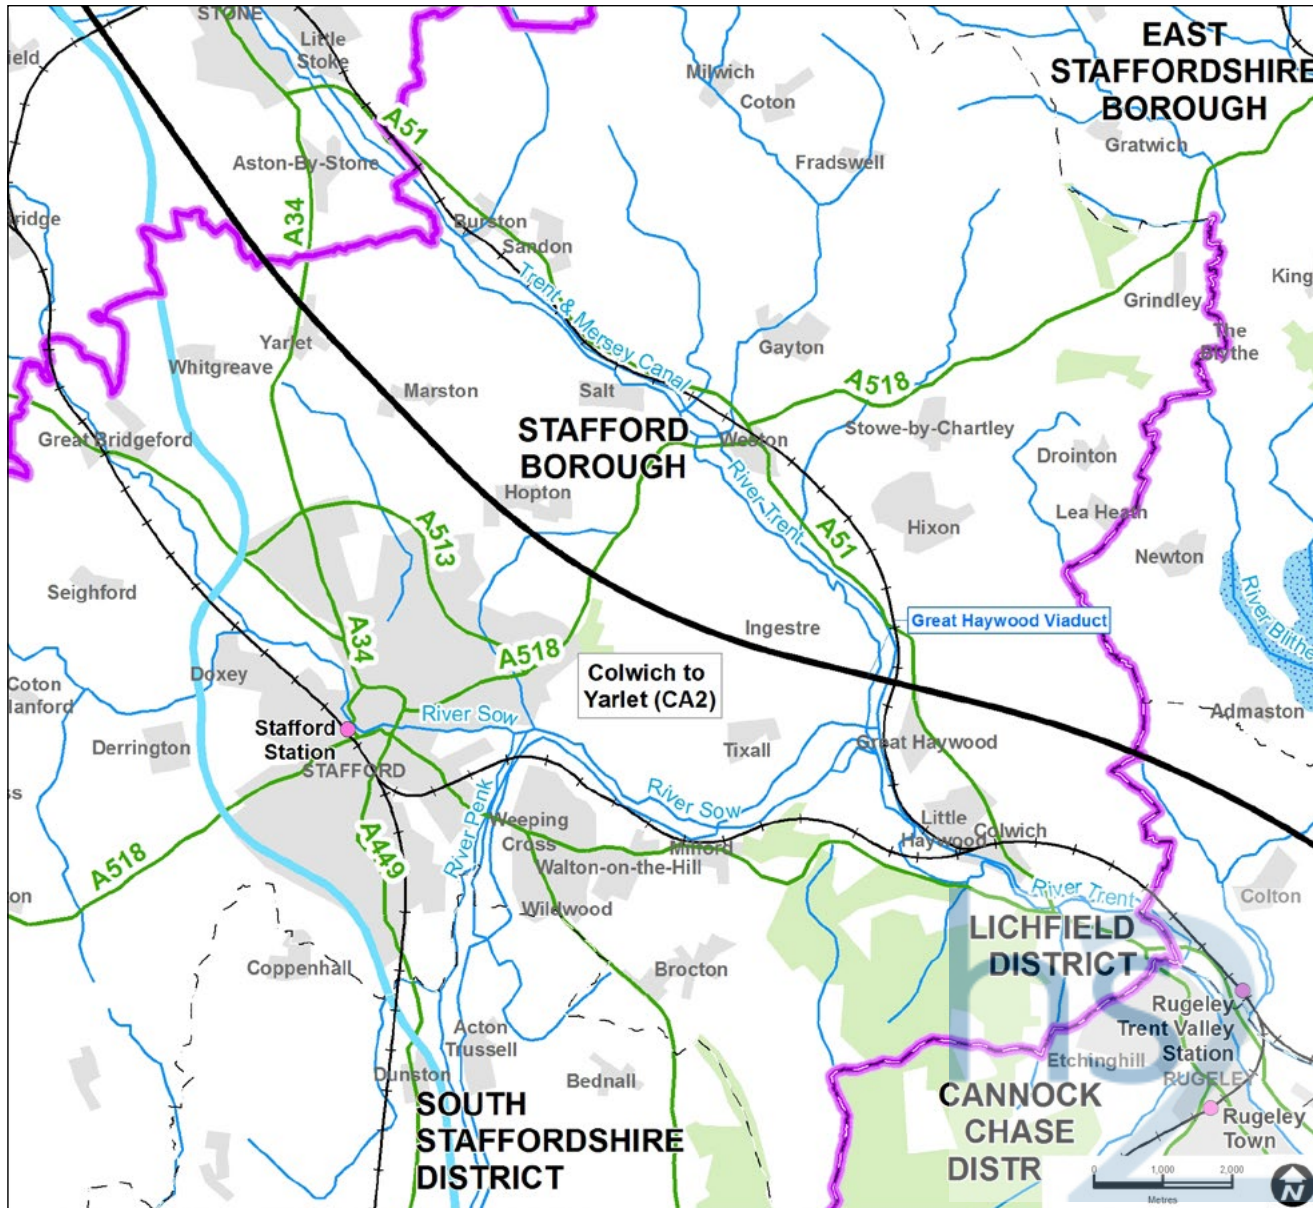 STONE
Little
Stoke
ield
A51
Milwich
Coton
EAST
STAFFORDSHIRE
BOROUGH
Gratwich
Aston-By-Stone
Fradswell
ridge
A34
Burston
Sandon
Trent & Mersey Canal
Grindley
King
Yarlet
Whitgreave
Gayton
The
Blythe
Marston
Salt
A518
Great Bridgeford
STAFFORD
BOROUGH
Weston
Stowe-by-Chartley
Drointon
Hopton
River Trent
Lea Heath
A513
A51
Hixon
Newton
Seighford
River Blithe
Great Haywood Viaduct
Ingestre
A34
A518
Doxey
Colwich to
Yarlet (CA2)
Coton
lanford
River Sow
Admaston
Stafford
Station
Derrington
Tixall
Great Haywood
STAFFORD
ss
River Penk
River Sow
Weeping
Cross
Little
Haywood
Colwich
A518
A449
Milford
Walton-on-the-Hill
on
River Trent
Colton
Wildwood
LICHFIELD
DISTRICT
Coppenhall
Brocton
hs2
Rugeley
Trent Valley
Station
Acton
Trussell
Etchinghill
RUGELEY
Dunston
Bednall
SOUTH
STAFFORDSHIRE
DISTRICT
CANNOCK
CHASE
DISTR
Rugeley
Town
0 1,000 2,000
Metres
N